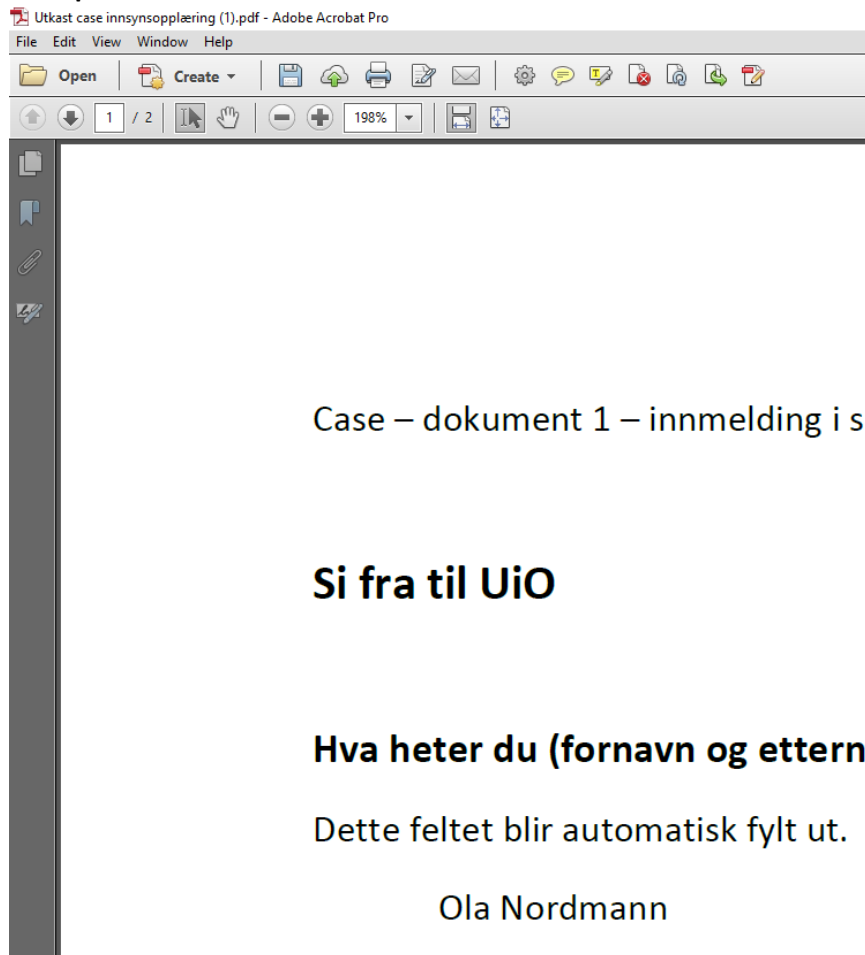 Utkast case innsynsopplæring (1).pdf - Adobe Acrobat Pro
File Edit View Window Help
Open Create
1 / 2 198%
Case – dokument 1 – innmelding i s
Si fra til UiO
Hva heter du (fornavn og ettern
Dette feltet blir automatisk fylt ut.
Ola Nordmann